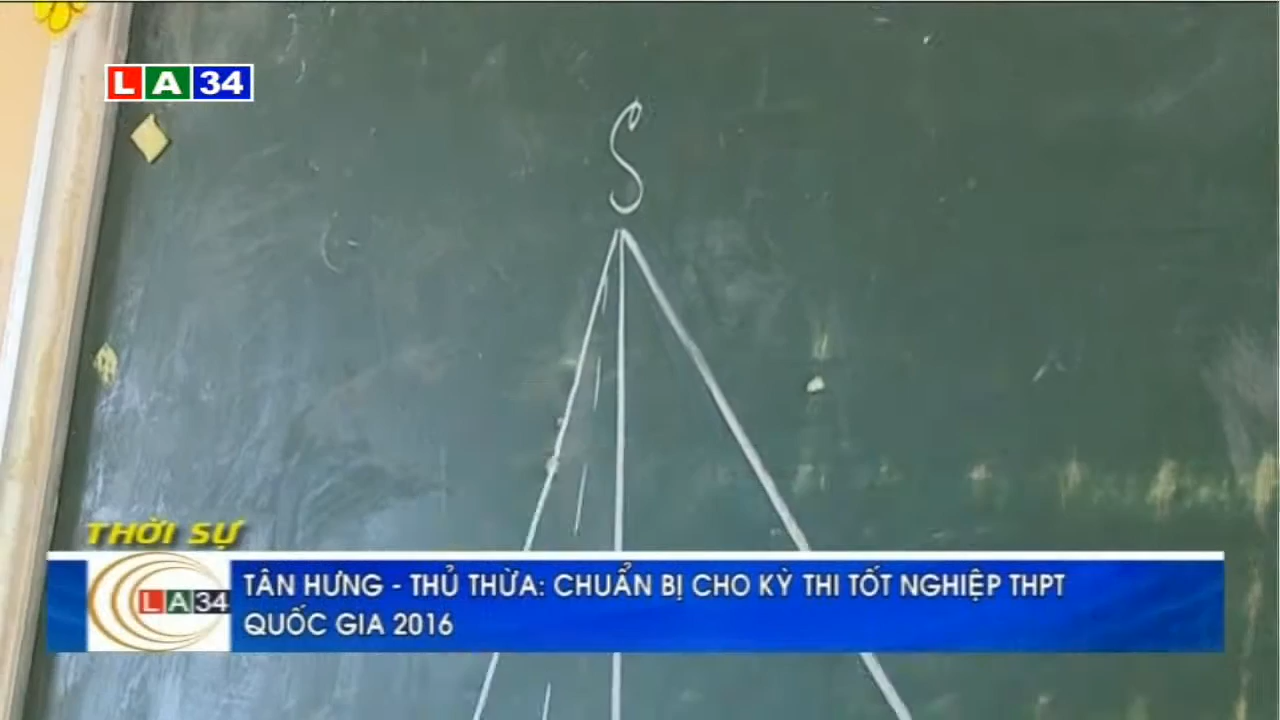 LA34
S
THỜI SỰ
LA34
TÂN HƯNG - THỦ THỪA: CHUẨN BỊ CHO KỲ THI TỐT NGHIỆP THPT
QUỐC GIA 2016